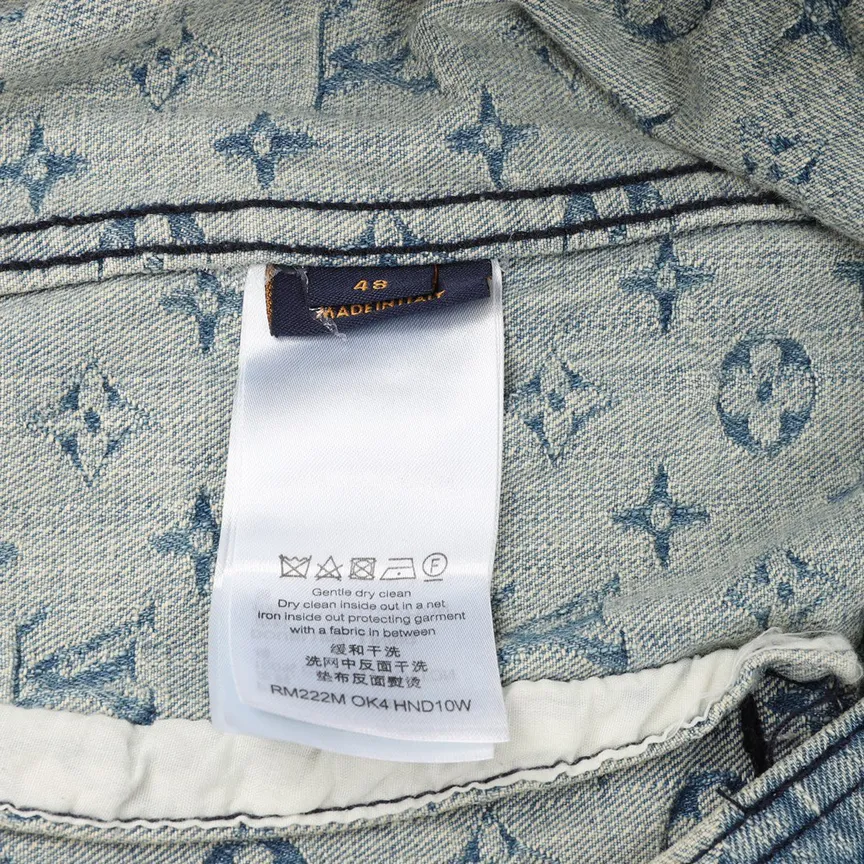 48
MADE IN ITALY
F
Gentle dry clean
Dry clean inside out in a net
Iron inside out protecting garment
with a fabric in between
缓和干洗
洗网中反面干洗
垫布反面熨烫
RM222M OK4 HND10W